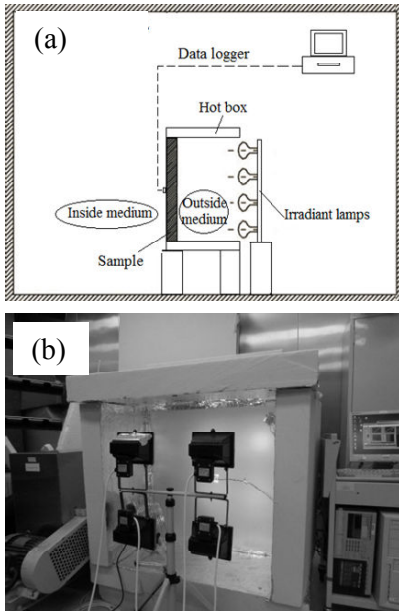 (a)
Data logger
Hot box
Inside medium
Outside
medium
Irradiant lamps
Sample
(b)